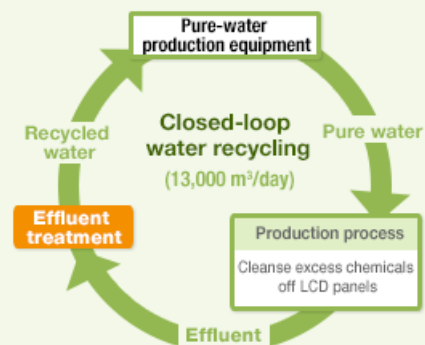 Pure-water
production equipment
Recycled
water
Closed-loop
water recycling
(13,000 m³/day)
Pure water
Effluent
treatment
Production process
Cleanse excess chemicals
off LCD panels
Effluent